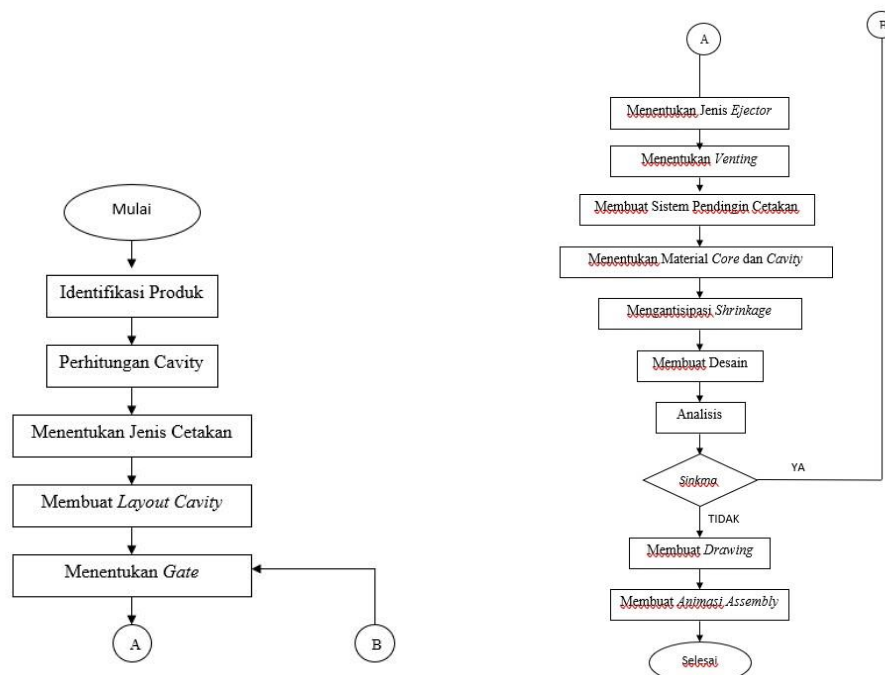 Mulai
Identifikasi Produk
Perhitungan Cavity
Menentukan Jenis Cetakan
Membuat Layout Cavity
Menentukan Gate
A
B
A
Menentukan Jenis Ejector
Menentukan Venting
Membuat Sistem Pendingin Cetakan
Menentukan Material Core dan Cavity
Mengantisipasi Shrinkage
Membuat Desain
Analisis
YA
TIDAK
Membuat Drawing
Membuat Animasi Assembly
Selesai